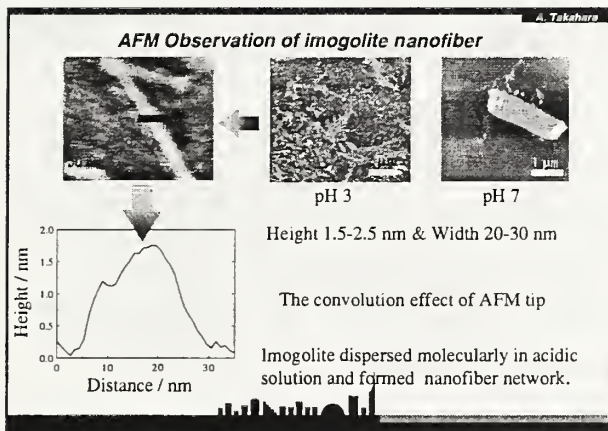 A. Takahara
AFM Observation of imogolite nanofiber
1 μm
pH 3
pH 7
Height 1.5-2.5 nm & Width 20-30 nm
Height / nm
2.0
1.5
1.0
0.5
0.0
0
10
20
30
Distance / nm
The convolution effect of AFM tip
Imogolite dispersed molecularly in acidic
solution and formed nanofiber network.